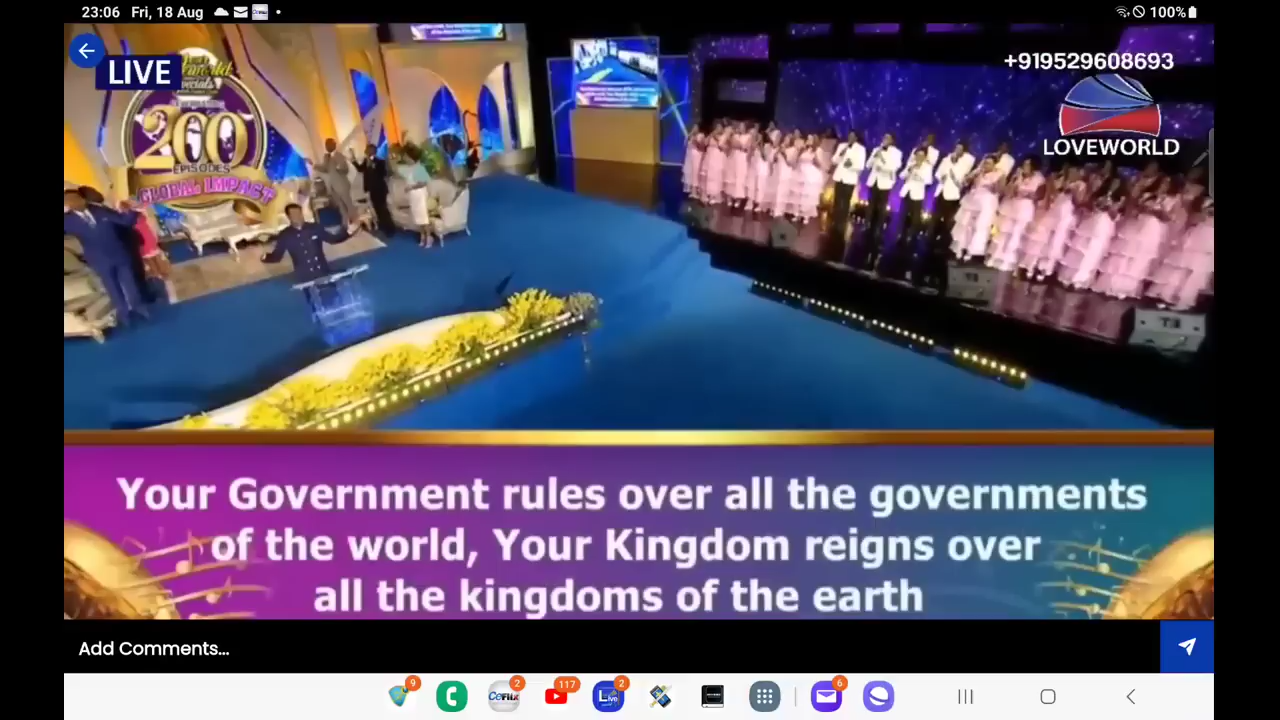 23:06 Fri, 18 Aug
100%
LIVE
+919529608693
LOVEWORLD
200
EPISODES
GLOBAL IMPACT
Your Government rules over all the governments
of the world, Your Kingdom reigns over
all the kingdoms of the earth
Add Comments...
9
2
117
2
6